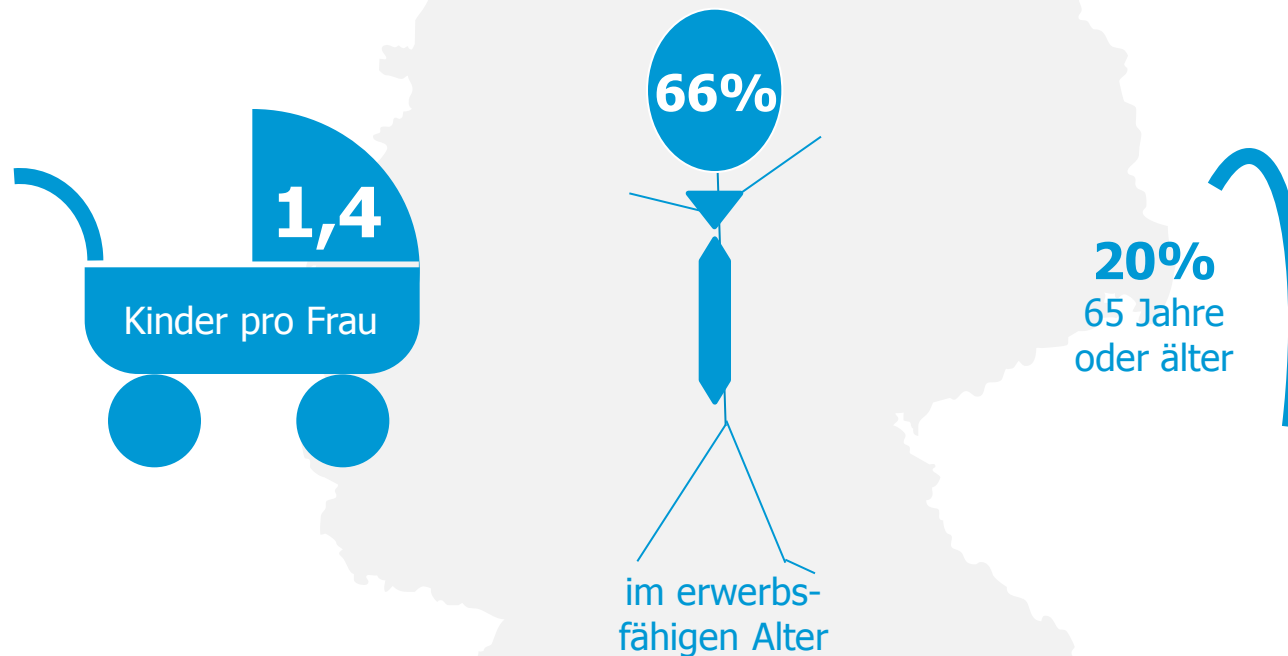 1,4
Kinder pro Frau
66%
im erwerbs-
fähigen Alter
20%
65 Jahre
oder älter